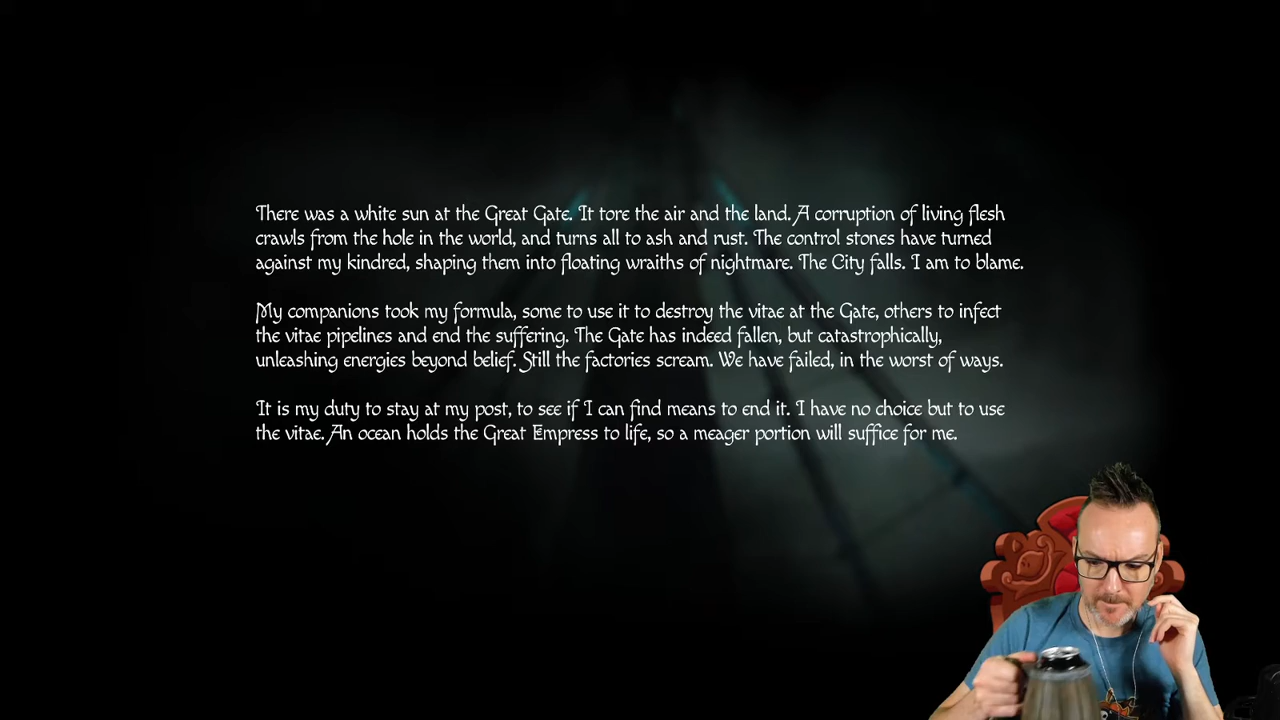 There was a white sun at the Great Gate. It tore the air and the land. A corruption of living flesh
crawls from the hole in the world, and turns all to ash and rust. The control stones have turned
against my kindred, shaping them into floating wraiths of nightmare. The City falls. I am to blame.
My companions took my formula, some to use it to destroy the vitae at the Gate, others to infect
the vitae pipelines and end the suffering. The Gate has indeed fallen, but catastrophically,
unleashing energies beyond belief. Still the factories scream. We have failed, in the worst of ways.
It is my duty to stay at my post, to see if I can find means to end it. I have no choice but to use
the vitae. An ocean holds the Great Empress to life, so a meager portion will suffice for me.